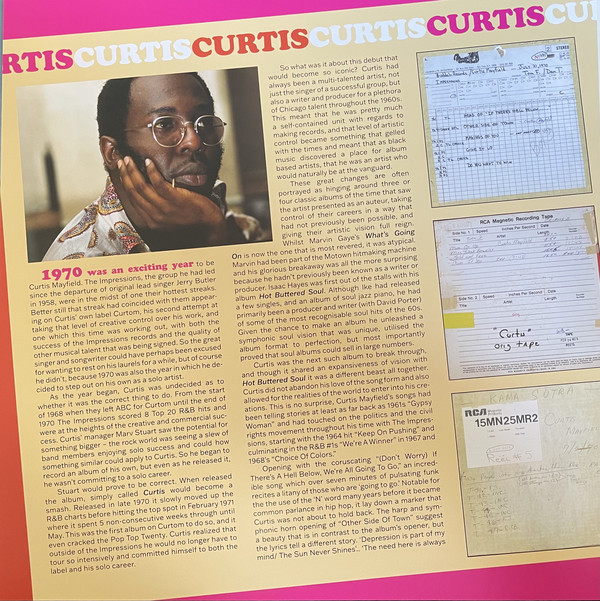 RTIS CURTIS CURTIS CURTIS CURTIS CU
1970 was an exciting year to be
Curtis Mayfield. The Impressions, the group he had led
since the departure of original lead singer Jerry Butler
in 1958, were in the midst of one their hottest streaks.
Better still that streak had coincided with them appear-
ing on Curtis' own label Curtom, his second attempt at
taking that level of creative control over his work, and
one which this time was working out, with both the
success of the Impressions records and the quality of
other musical talent that was being signed. So the great
singer and songwriter could have perhaps been excused
for wanting to rest on his laurels for a while, but of course
he didn't, because 1970 was also the year in which he de-
cided to step out on his own as a solo artist.
As the year began, Curtis was undecided as to
whether it was the correct thing to do. From the start
of 1968 when they left ABC for Curtom until the end of
1970 The Impressions scored 8 Top 20 R&B hits and
were at the heights of the creative and commercial suc-
cess. Curtis' manager Marv Stuart saw the potential for
something bigger – the rock world was seeing a slew of
band members enjoying solo success and could how
something similar could apply to Curtis. So he began to
record an album of his own, but even as he released it,
he wasn't committing to a solo career.
Stuart would prove to be correct. When released
the album, simply called Curtis would become a
smash. Released in late 1970 it slowly moved up the
R&B charts before hitting the top spot in February 1971
where it spent 5 non-consecutive weeks through until
May. This was the first album on Curtom to do so, and it
even cracked the Pop Top Twenty. Curtis realized that
outside of the impressions he would no longer have to
tour so intensively and committed himself to both the
label and his solo career.
So what was it about this debut that
would become so iconic? Curtis had
always been a multi-talented artist, not
just the singer of a successful group, but
also a writer and producer for a plethora
of Chicago talent throughout the 1960s.
This meant that he was pretty much
a self-contained unit with regards to
making records, and that level of artistic
control became something that gelled
with the times and meant that as black
music discovered a place for album
based artists, that he was an artist who
would naturally be at the vanguard.
These great changes are often
portrayed as hinging around three or
four classic albums of the time that saw
the artist presented as an auteur, taking
control of their careers in a way that
had not previously been possible, and
giving their artistic vision full reign.
Whilst Marvin Gaye's What's Going
On is now the one that is most revered, it was atypical.
Marvin had been part of the Motown hitmaking machine
and his glorious breakaway was all the more surprising
because he hadn't previously been known as a writer or
producer. Isaac Hayes was first out of the stalls with his
album Hot Buttered Soul. Although Ike had released
a few singles, and an album of soul jazz piano, he had
primarily been a producer and writer (with David Porter)
of some of the most recognisable soul hits of the 60s.
Given the chance to make an album he unleashed a
symphonic soul vision that was unique, utilised the
album format to perfection, but most importantly
proved that soul albums could sell in large numbers.
Curtis was the next such album to break through,
and though it shared an expansiveness of vision with
Hot Buttered Soul it was a different beast all together.
Curtis did not abandon his love of the song form and also
allowed for the realities of the world to enter into his cre-
ations. This is no surprise, Curtis Mayfield's songs had
been telling stories at least as far back as 1961's "Gypsy
Woman" and had touched on the politics and the civil
rights movement throughout his time with The Impres-
sions, starting with the 1964 hit "Keep On Pushing" and
culminating in the R&B #1s "We're A Winner" in 1967 and
1968's "Choice Of Colors,"
Opening with the coruscating "(Don't Worry) If
There's A Hell Below, We're All Going To Go," an incred-
ible song which over seven minutes of pulsating funk
recites a litany of those who are 'going to go.' Notable for
the the use of the 'N' word many years before it became
common parlance in hip hop, it lay down a marker that
Curtis was not about to hold back. The harp and sym-
phonic horn opening of "Other Side Of Town" suggest
a beauty that is in contrast to the album's opener, but
the lyrics tell a different story. 'Depression is part of my
mind/ The Sun Never Shines'.. 'The need here is always
STEREO
RCA Magnetic Recording Tape
Side No. 1 Speed Inches Per Second Date
Title Artist Length
Side No. 2 Speed Inches Per Second Date
Title Artist Length
"Curtis"
Orig. tape
RCA
15MN25MR2